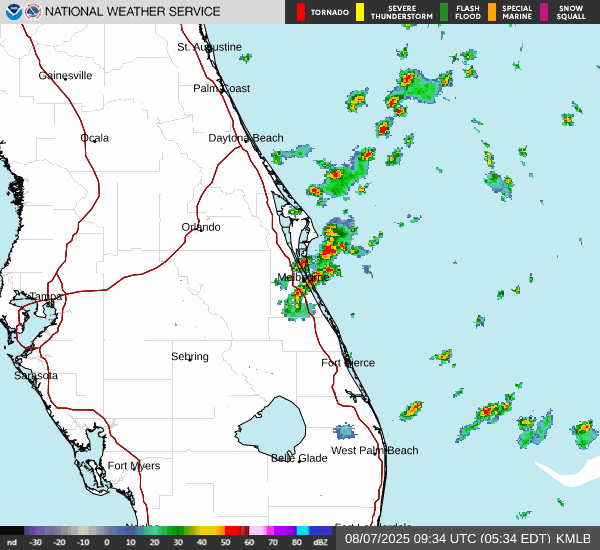 NATIONAL WEATHER SERVICE
TORNADO
SEVERE THUNDERSTORM
FLASH FLOOD
SPECIAL MARINE
SNOW SQUALL
St. Augustine
Gainesville
Palm Coast
Ocala
Daytona Beach
Orlando
Melbourne
Tampa
Sebring
Fort Pierce
Sarasota
West Palm Beach
Belle Glade
Fort Myers
nd -30 -20 -10 0 10 20 30 40 50 60 70 80 dBZ
08/07/2025 09:34 UTC (05:34 EDT) KMLB